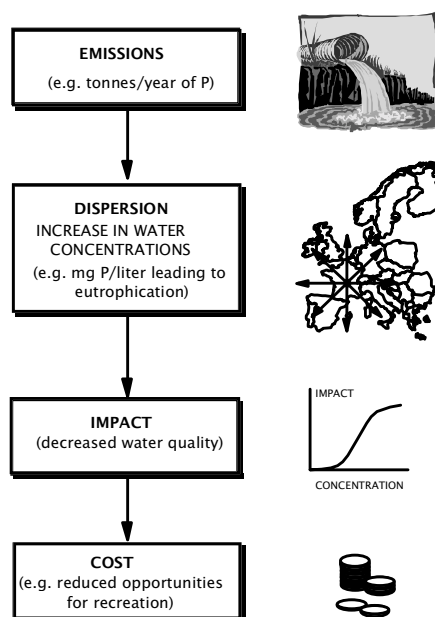 EMISSIONS
(e.g. tonnes/year of P)
DISPERSION
INCREASE IN WATER
CONCENTRATIONS
(e.g. mg P/liter leading to
eutrophication)
IMPACT
(decreased water quality)
IMPACT
CONCENTRATION
COST
(e.g. reduced opportunities
for recreation)